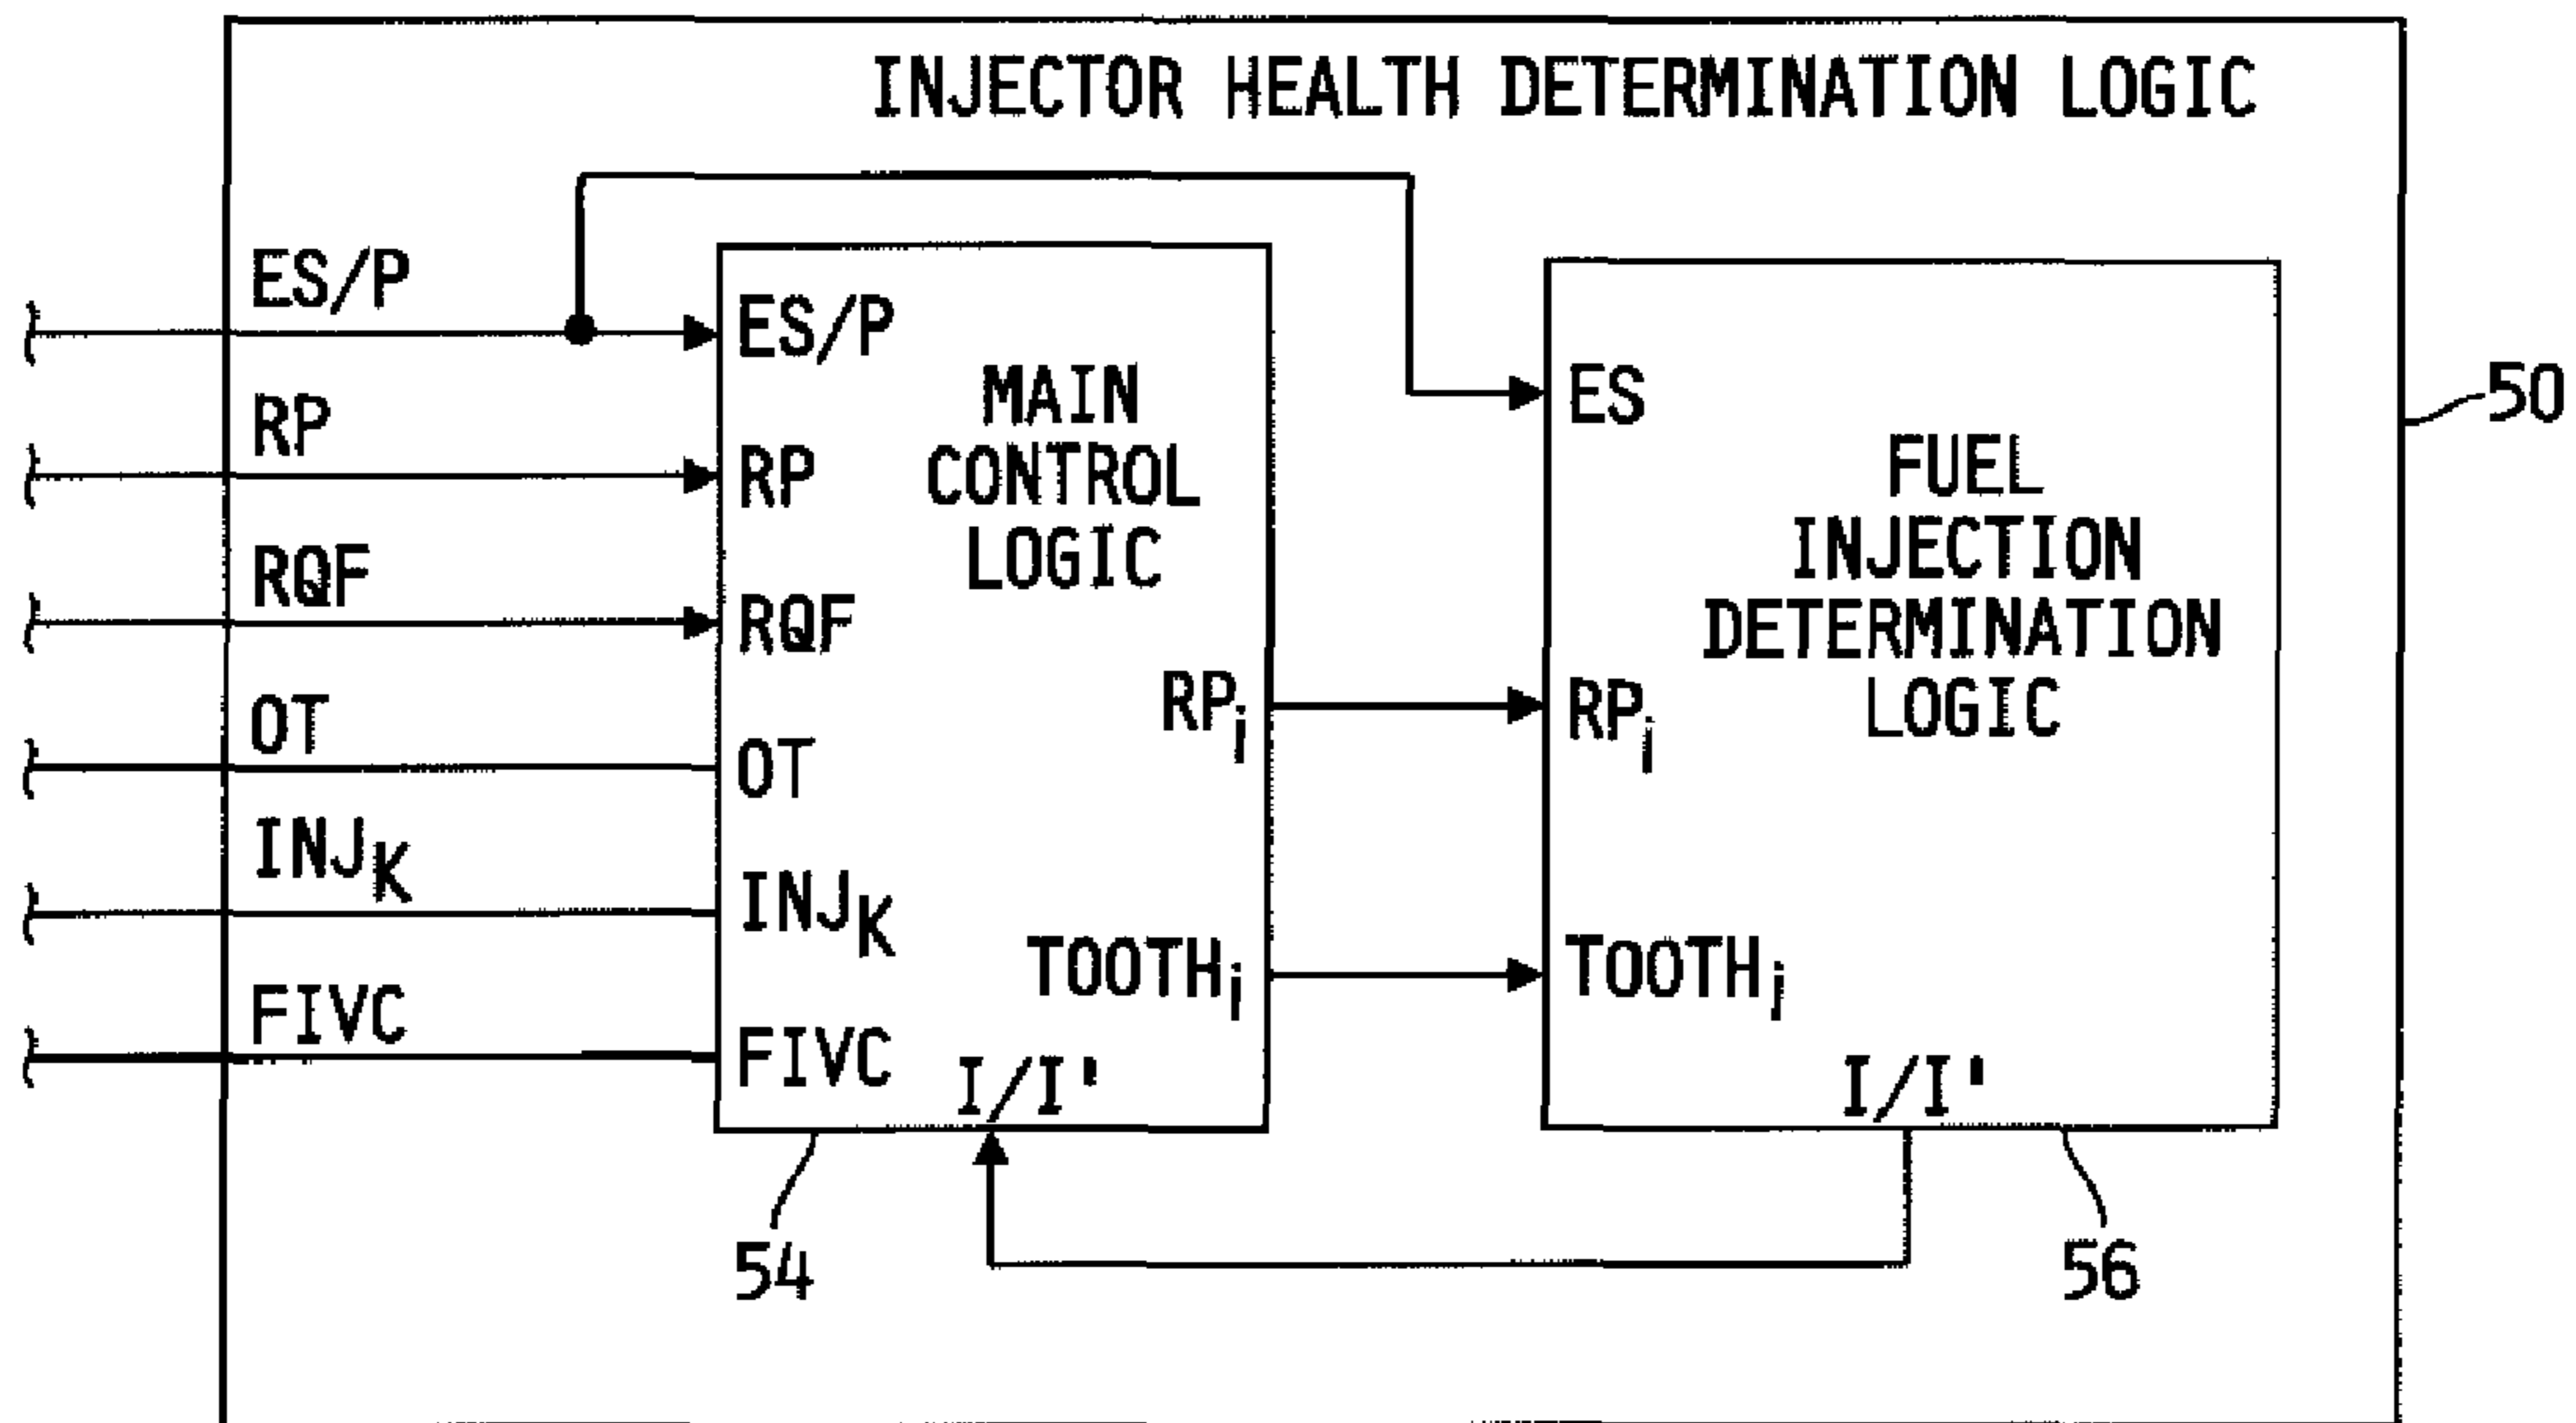 INJECTOR HEALTH DETERMINATION LOGIC
ES/P
RP
RQF
OT
INJK
FIVC
ES/P
RP
RQF
OT
INJK
FIVC
MAIN
CONTROL
LOGIC
RPi
TOOTHi
I/I'
54
ES
RPi
TOOTHi
FUEL
INJECTION
DETERMINATION
LOGIC
I/I'
56
50